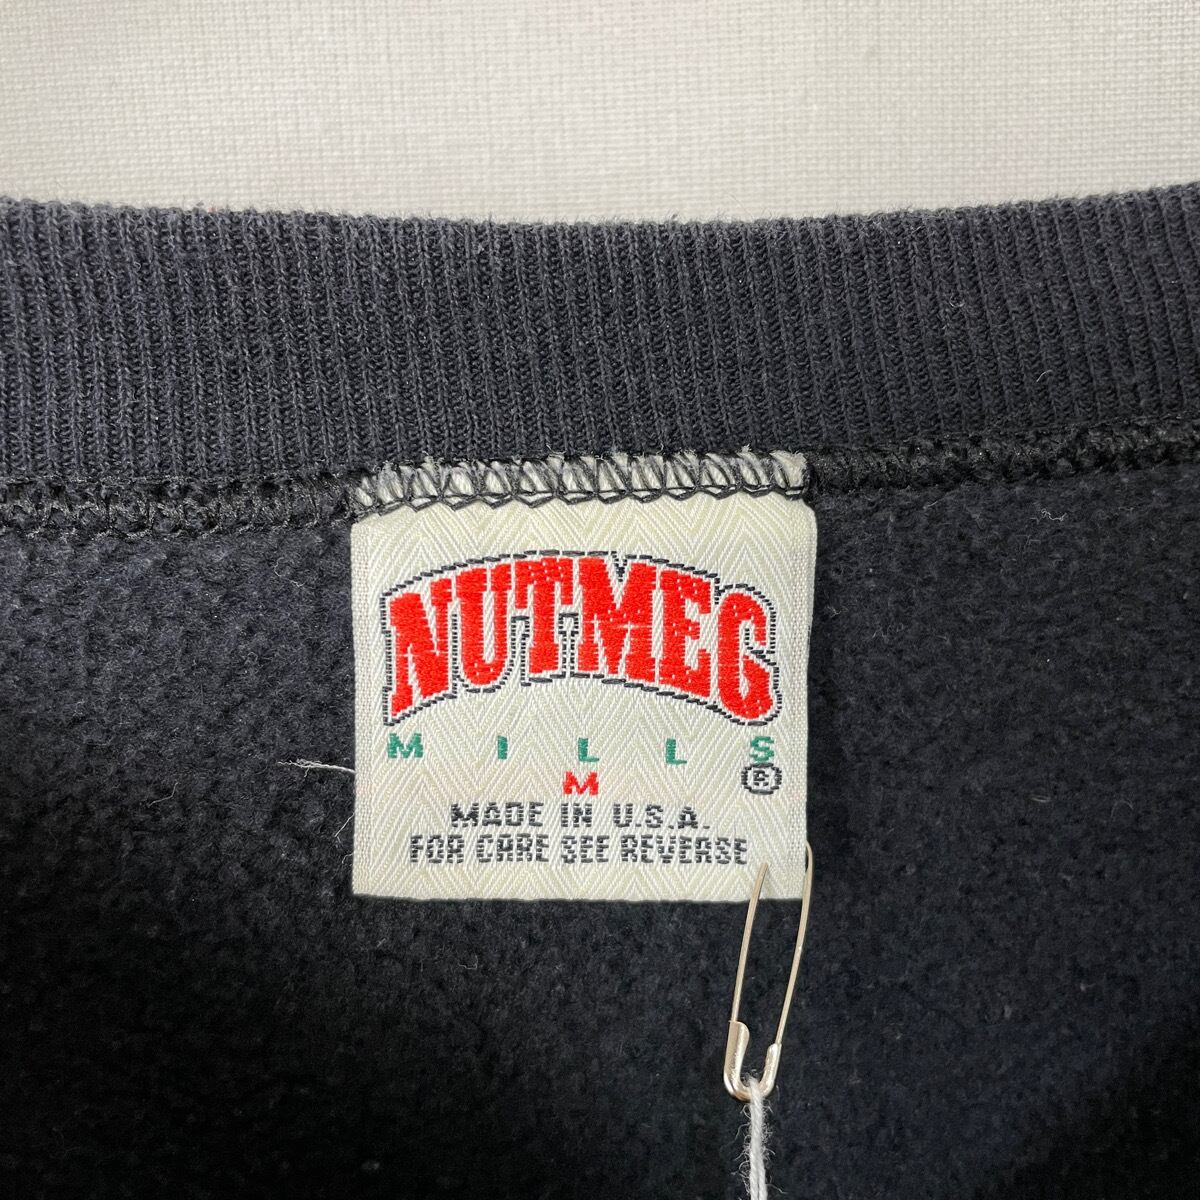 NUTMEG
MILLS
®
M
MADE IN U.S.A.
FOR CARE SEE REVERSE